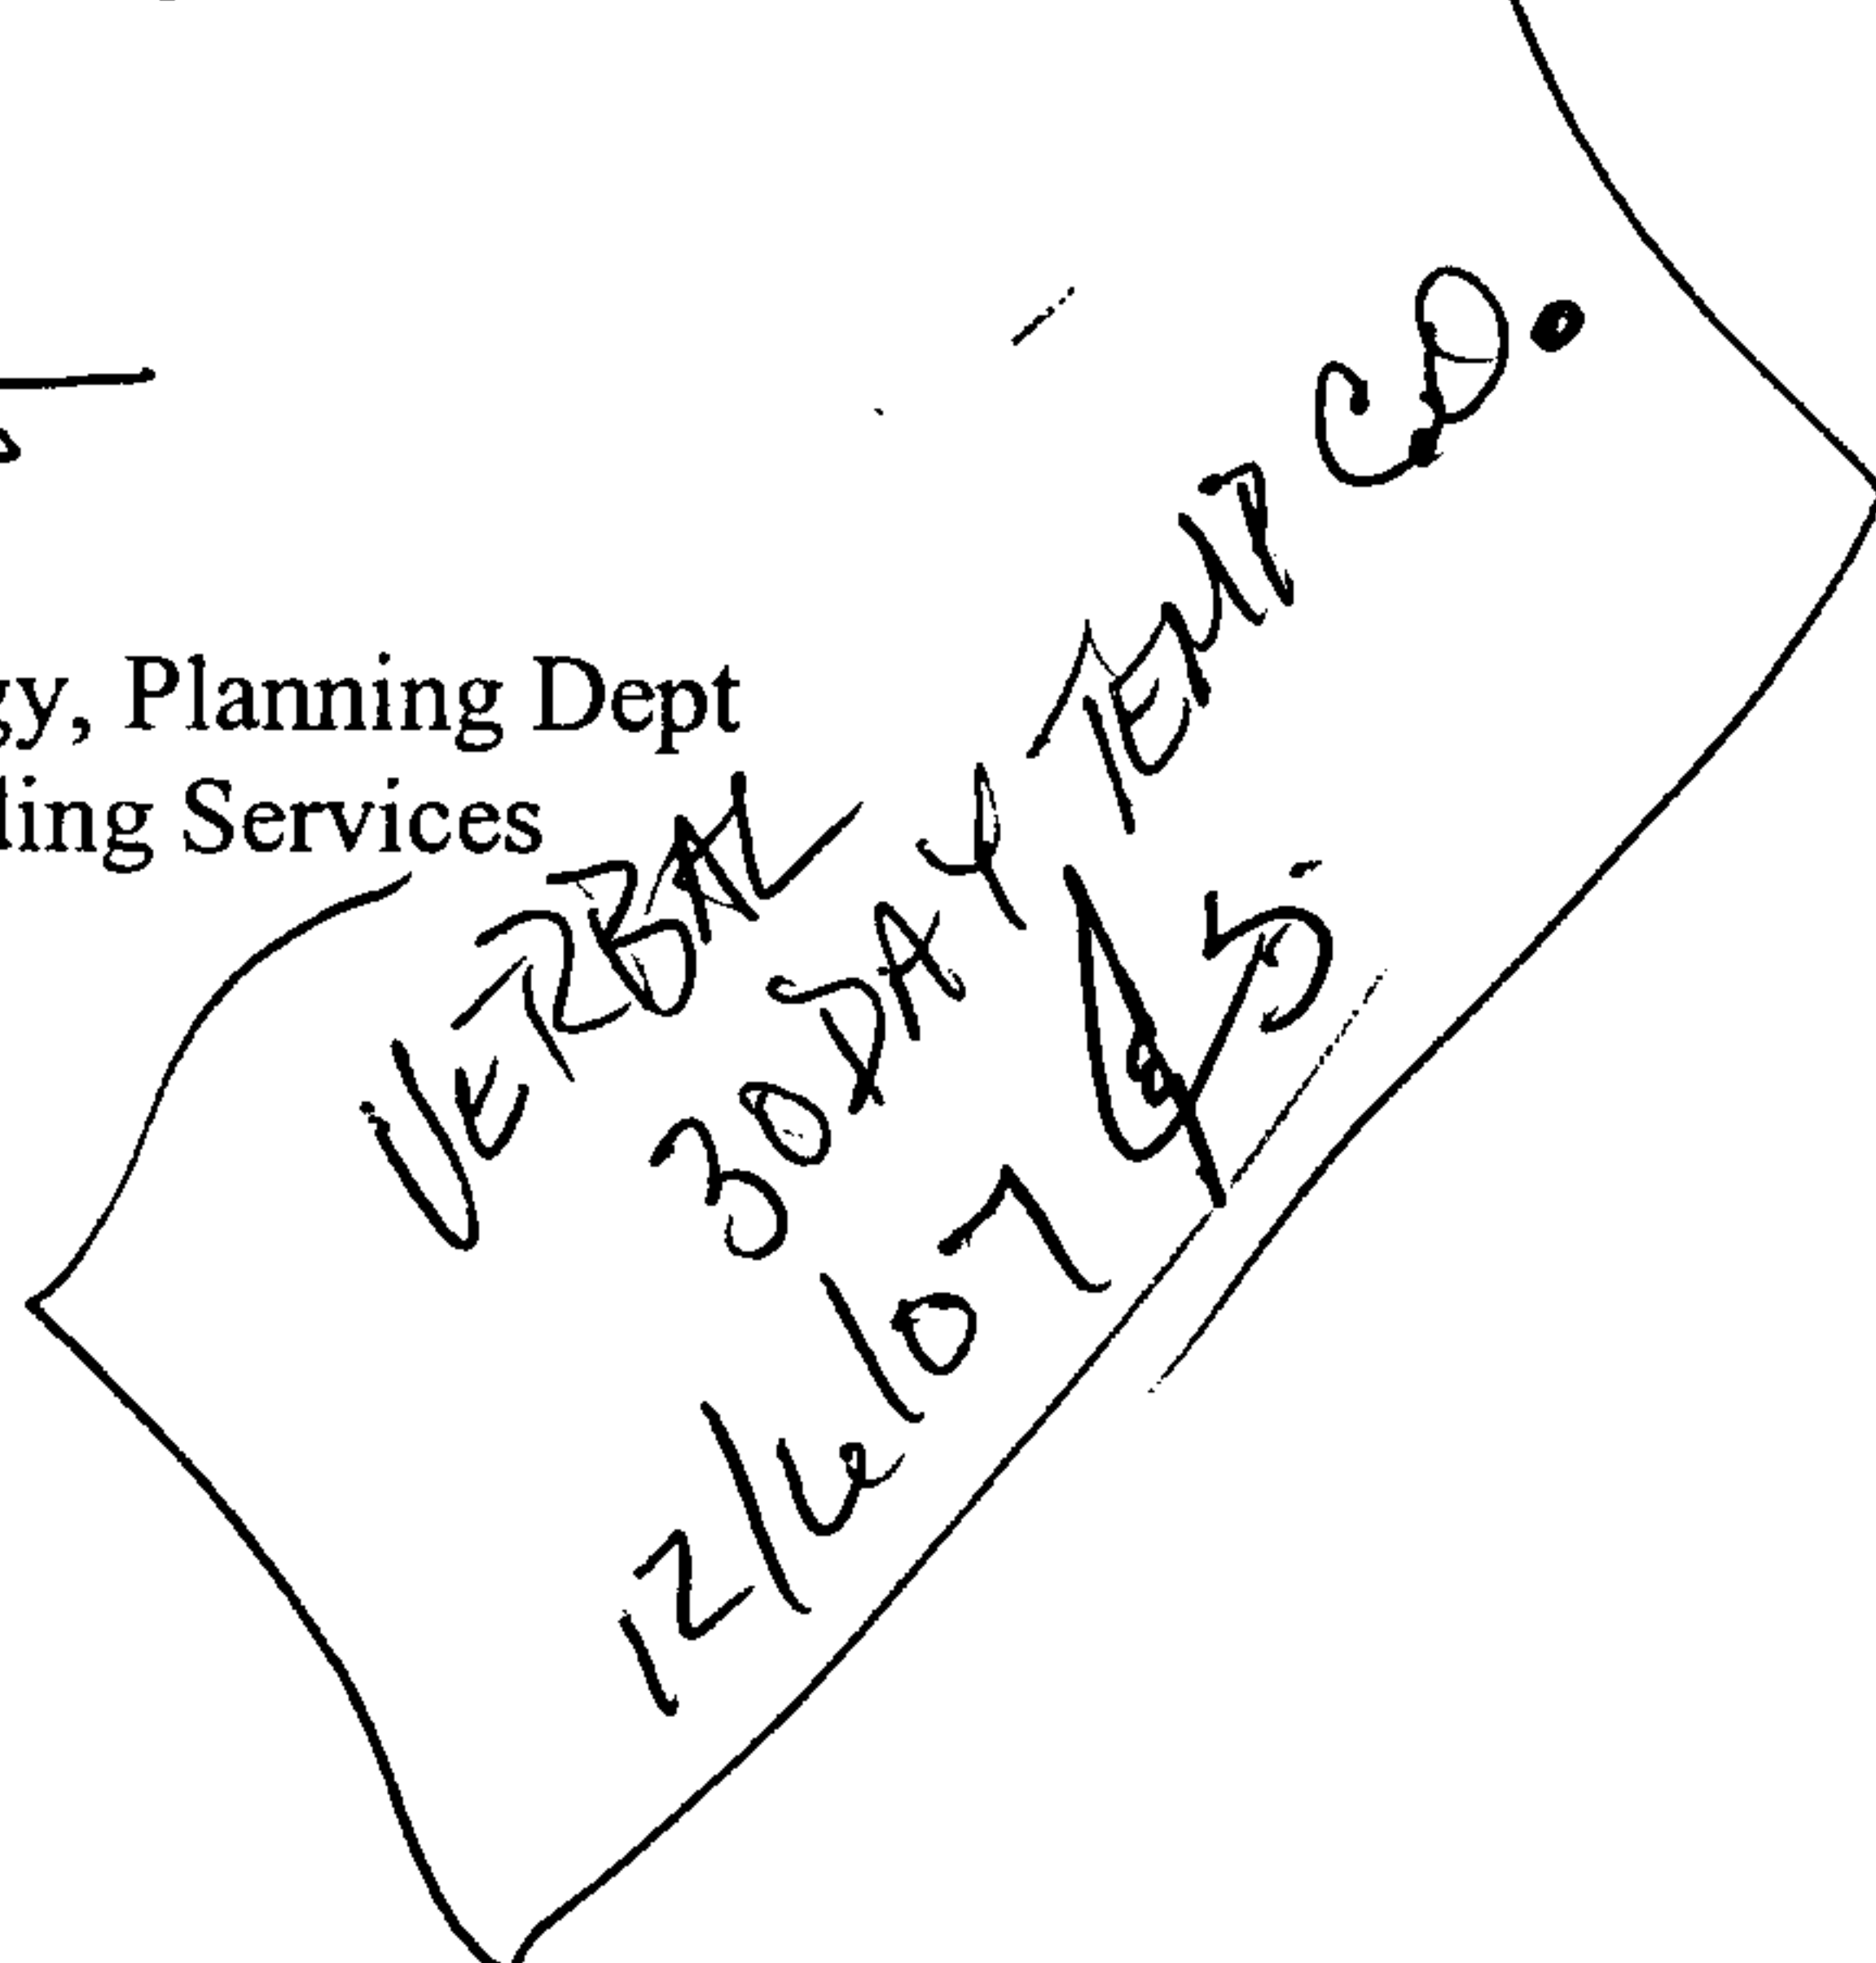 gy, Planning Dept
ding Services
VERBAL
30 DAY TEMP C.O.
12/6/07